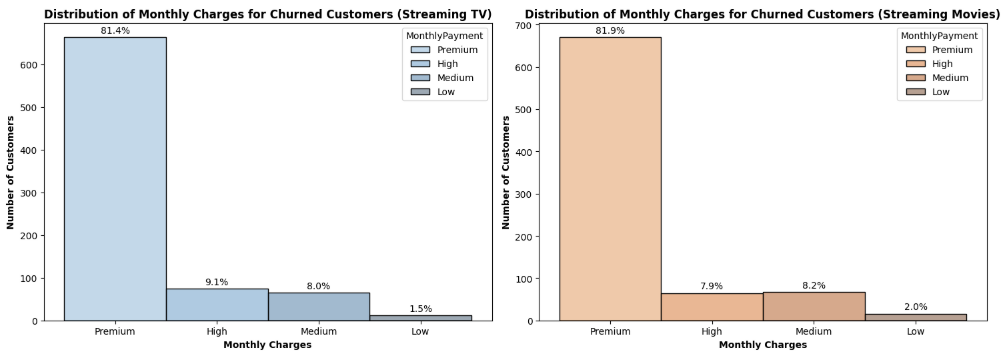 Distribution of Monthly Charges for Churned Customers (Streaming TV)
Number of Customers
600
500
400
300
200
100
0
81.4%
9.1%
8.0%
1.5%
MonthlyPayment
Premium
High
Medium
Low
Premium High Medium Low
Monthly Charges
Distribution of Monthly Charges for Churned Customers (Streaming Movies)
Number of Customers
700
600
500
400
300
200
100
0
81.9%
7.9%
8.2%
2.0%
MonthlyPayment
Premium
High
Medium
Low
Premium High Medium Low
Monthly Charges